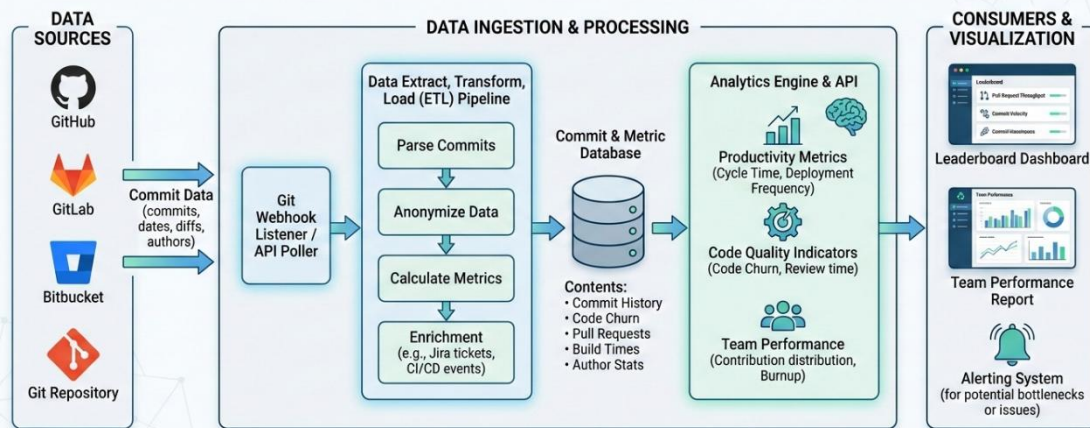 DATA
SOURCES
GitHub
GitLab
Bitbucket
Git Repository
Commit Data
(commits,
dates, diffs,
authors)
DATA INGESTION & PROCESSING
Git
Webhook
Listener /
API Poller
Data Extract, Transform,
Load (ETL) Pipeline
Parse Commits
Anonymize Data
Calculate Metrics
Enrichment
(e.g., Jira tickets,
CI/CD events)
Commit & Metric
Database
Contents:
• Commit History
• Code Churn
• Pull Requests
• Build Times
• Author Stats
Analytics Engine & API
Productivity Metrics
(Cycle Time, Deployment
Frequency)
Code Quality Indicators
(Code Churn, Review time)
Team Performance
(Contribution distribution,
Burnup)
CONSUMERS &
VISUALIZATION
Leaderboard
Commit Velocity
Leaderboard Dashboard
Team Performance
Team Performance
Report
Alerting System
(for potential bottlenecks
or issues)